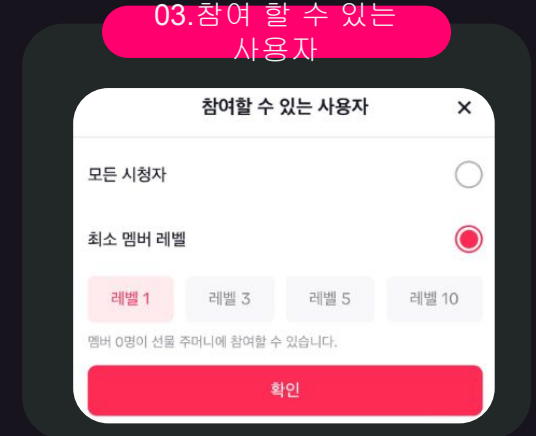 03.참여 할 수 있는
사용자
참여할 수 있는 사용자 ×
모든 시청자
최소 멤버 레벨
레벨 1 레벨 3 레벨 5 레벨 10
멤버 0명이 선물 주머니에 참여할 수 있습니다.
확인